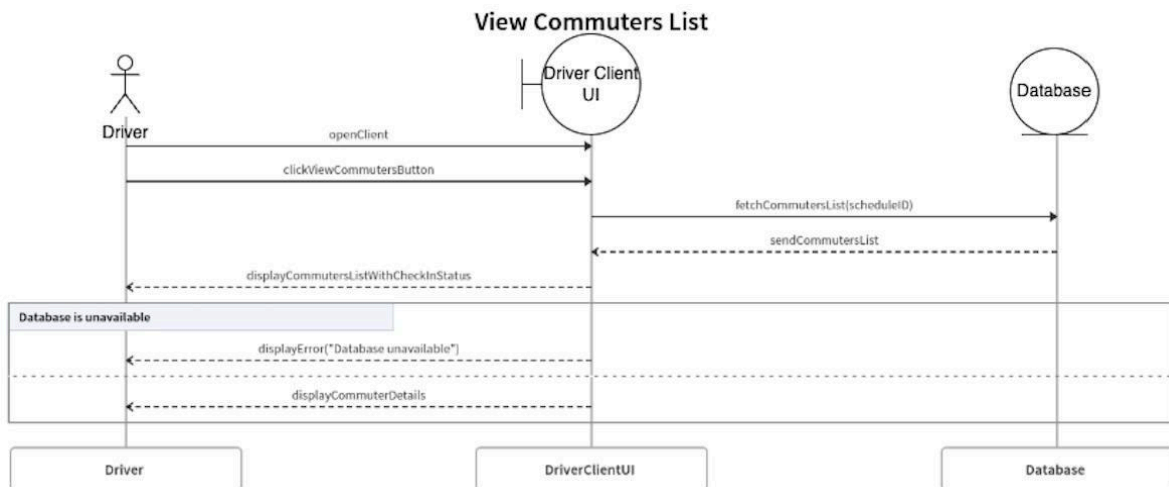 View Commuters List
Driver Client
UI
Database
Driver
openClient
clickViewCommutersButton
fetchCommutersList(scheduleID)
sendCommutersList
displayCommutersListWithCheckInStatus
Database is unavailable
displayError("Database unavailable")
displayCommuterDetails
Driver
DriverClientUI
Database